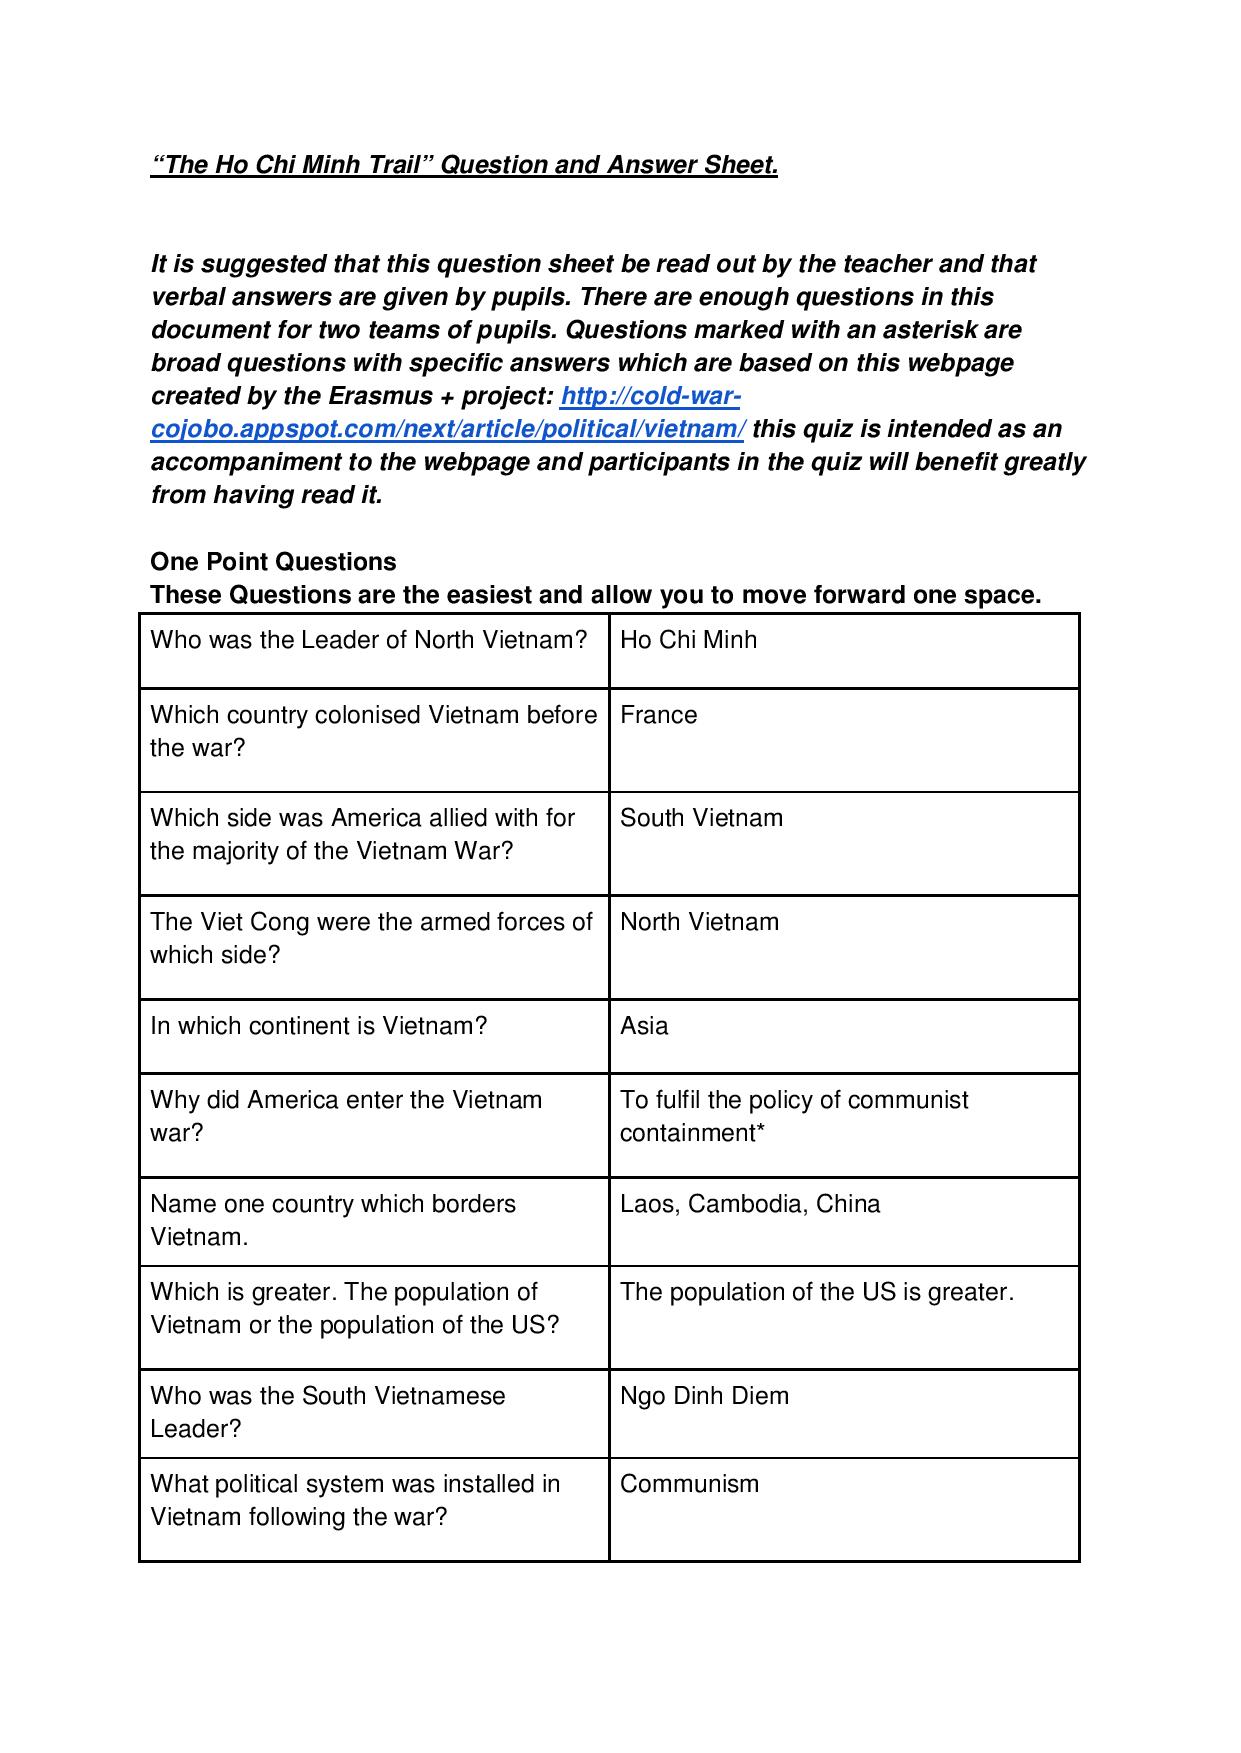 “The Ho Chi Minh Trail” Question and Answer Sheet.
It is suggested that this question sheet be read out by the teacher and that
verbal answers are given by pupils. There are enough questions in this
document for two teams of pupils. Questions marked with an asterisk are
broad questions with specific answers which are based on this webpage
created by the Erasmus + project: http://cold-war-
cojobo.appspot.com/next/article/political/vietnam/ this quiz is intended as an
accompaniment to the webpage and participants in the quiz will benefit greatly
from having read it.
One Point Questions
These Questions are the easiest and allow you to move forward one space.
Who was the Leader of North Vietnam?
Ho Chi Minh
Which country colonised Vietnam before
the war?
France
Which side was America allied with for
the majority of the Vietnam War?
South Vietnam
The Viet Cong were the armed forces of
which side?
North Vietnam
In which continent is Vietnam?
Asia
Why did America enter the Vietnam
war?
To fulfil the policy of communist
containment*
Name one country which borders
Vietnam.
Laos, Cambodia, China
Which is greater. The population of
Vietnam or the population of the US?
The population of the US is greater.
Who was the South Vietnamese
Leader?
Ngo Dinh Diem
What political system was installed in
Vietnam following the war?
Communism